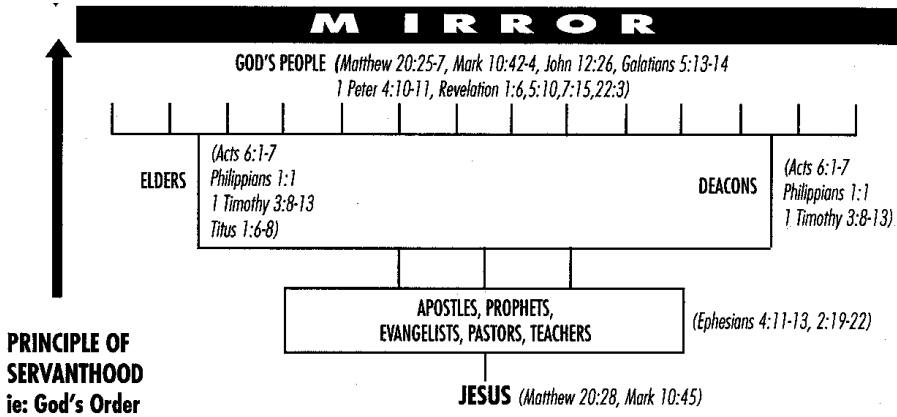 MIRROR
GOD'S PEOPLE (Matthew 20:25-7, Mark 10:42-4, John 12:26, Galatians 5:13-14
1 Peter 4:10-11, Revelation 1:6,5:10,7:15,22:3)
ELDERS
(Acts 6:1-7
Philippians 1:1
1 Timothy 3:8-13
Titus 1:6-8)
DEACONS
(Acts 6:1-7
Philippians 1:1
1 Timothy 3:8-13)
APOSTLES, PROPHETS,
EVANGELISTS, PASTORS, TEACHERS
(Ephesians 4:11-13, 2:19-22)
PRINCIPLE OF
SERVANTHOOD
ie: God's Order
JESUS (Matthew 20:28, Mark 10:45)